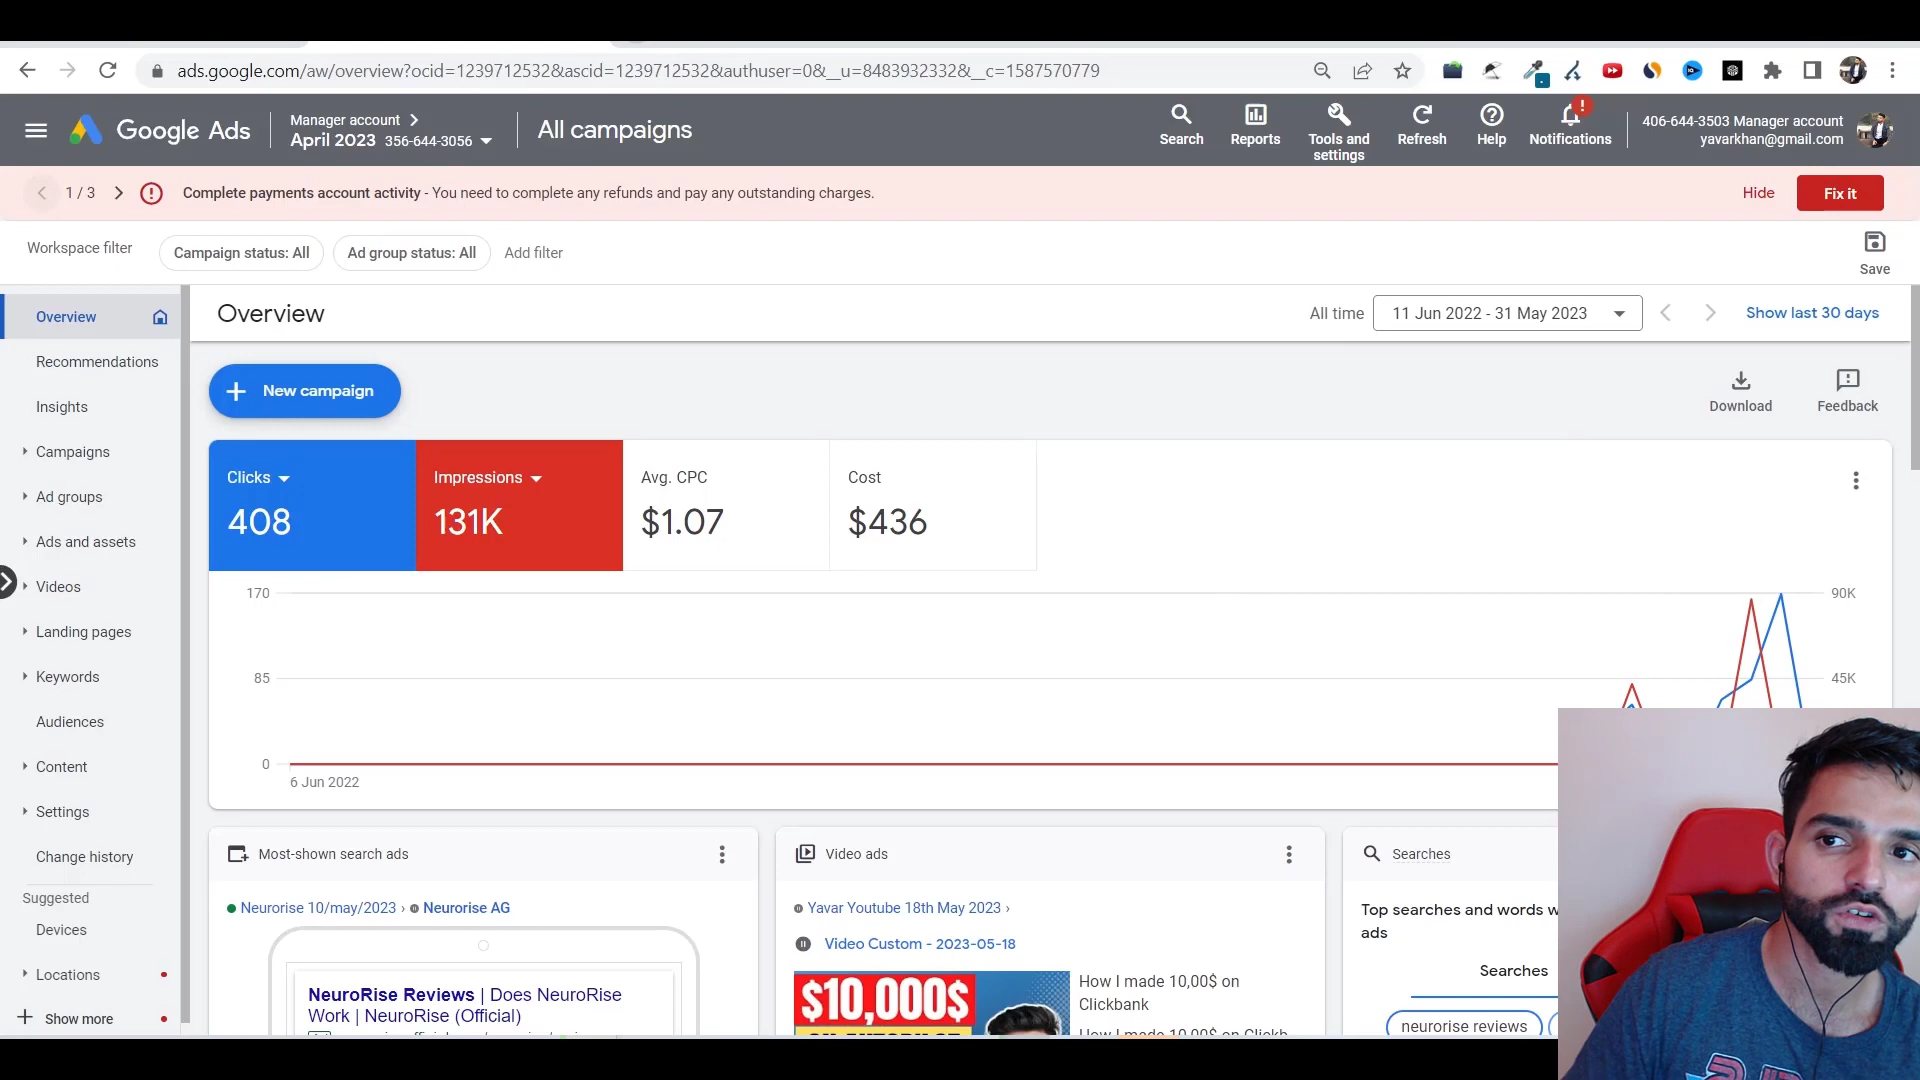 ads.google.com/aw/overview?ocid=1239712532&ascid=1239712532&authuser=0&__u=8483932332&__c=1587570779
Google Ads
Manager account
April 2023 356-644-3056
All campaigns
Search
Reports
Tools and
settings
Refresh
Help
!
Notifications
406-644-3503 Manager account
yavarkhan@gmail.com
1 / 3
Complete payments account activity - You need to complete any refunds and pay any outstanding charges.
Hide
Fix it
Workspace filter
Campaign status: All
Ad group status: All
Add filter
Save
Overview
Recommendations
Insights
Campaigns
Ad groups
Ads and assets
Videos
Landing pages
Keywords
Audiences
Content
Settings
Change history
Suggested
Devices
Locations
Show more
Overview
All time
11 Jun 2022 - 31 May 2023
Show last 30 days
New campaign
Download
Feedback
Clicks
408
Impressions
131K
Avg. CPC
$1.07
Cost
$436
170
85
0
90K
45K
6 Jun 2022
Most-shown search ads
Neurorise 10/may/2023 › Neurorise AG
NeuroRise Reviews | Does NeuroRise
Work | NeuroRise (Official)
Video ads
Yavar Youtube 18th May 2023 ›
Video Custom - 2023-05-18
$10,000$
How I made 10,00$ on
Clickbank
How I made 10,00$ on Clickb
Searches
Top searches and words w
ads
Searches
neurorise reviews